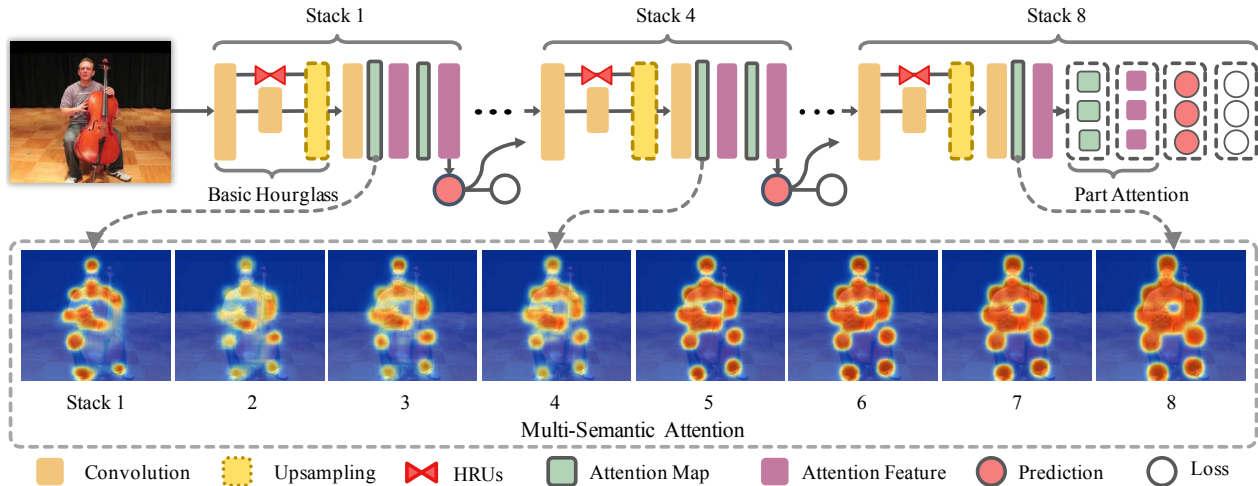 Stack 1 Stack 4 Stack 8
Basic Hourglass Part Attention
Stack 1 2 3 4 5 6 7 8
Multi-Semantic Attention
Convolution Upsampling HRUs Attention Map Attention Feature Prediction Loss